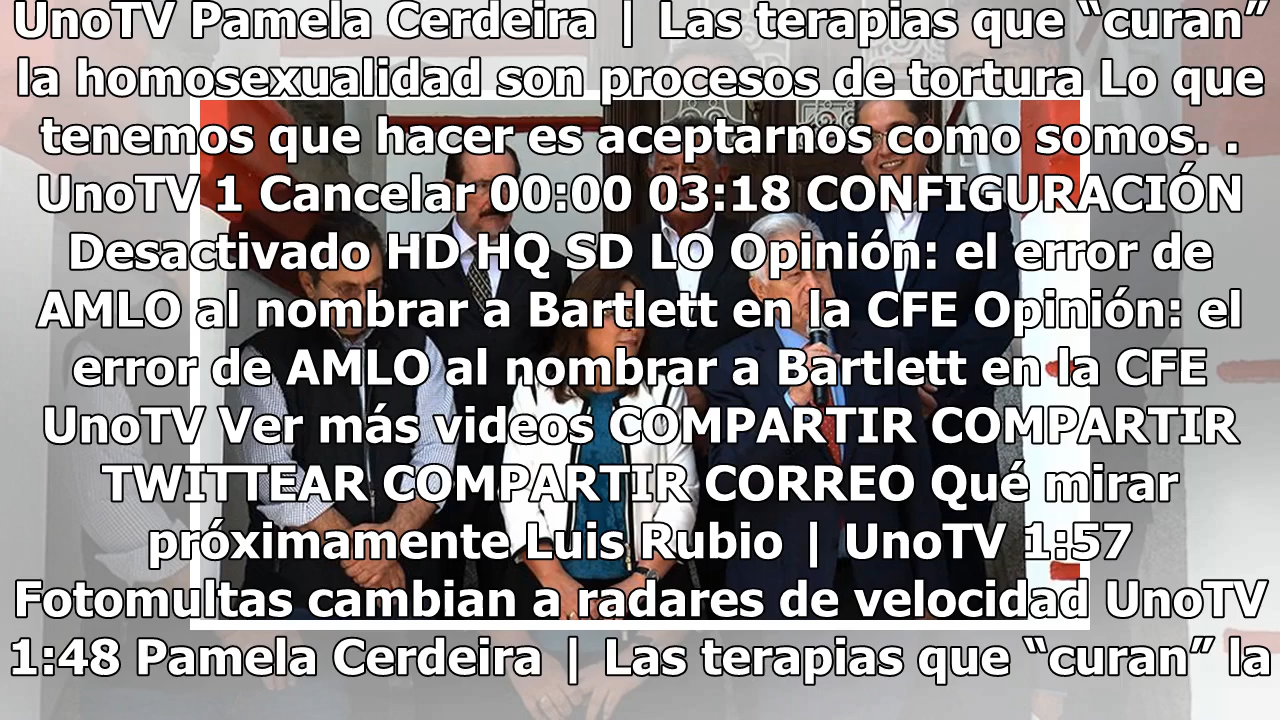 UnoTV Pamela Cerdeira | Las terapias que “curan”
la homosexualidad son procesos de tortura Lo que
tenemos que hacer es aceptarnos como somos. .
UnoTV 1 Cancelar 00:00 03:18 CONFIGURACIÓN
Desactivado HD HQ SD LO Opinión: el error de
AMLO al nombrar a Bartlett en la CFE Opinión: el
error de AMLO al nombrar a Bartlett en la CFE
UnoTV Ver más videos COMPARTIR COMPARTIR
TWITTEAR COMPARTIR CORREO Qué mirar
próximamente Luis Rubio | UnoTV 1:57
Fotomultas cambian a radares de velocidad UnoTV
1:48 Pamela Cerdeira | Las terapias que “curan” la